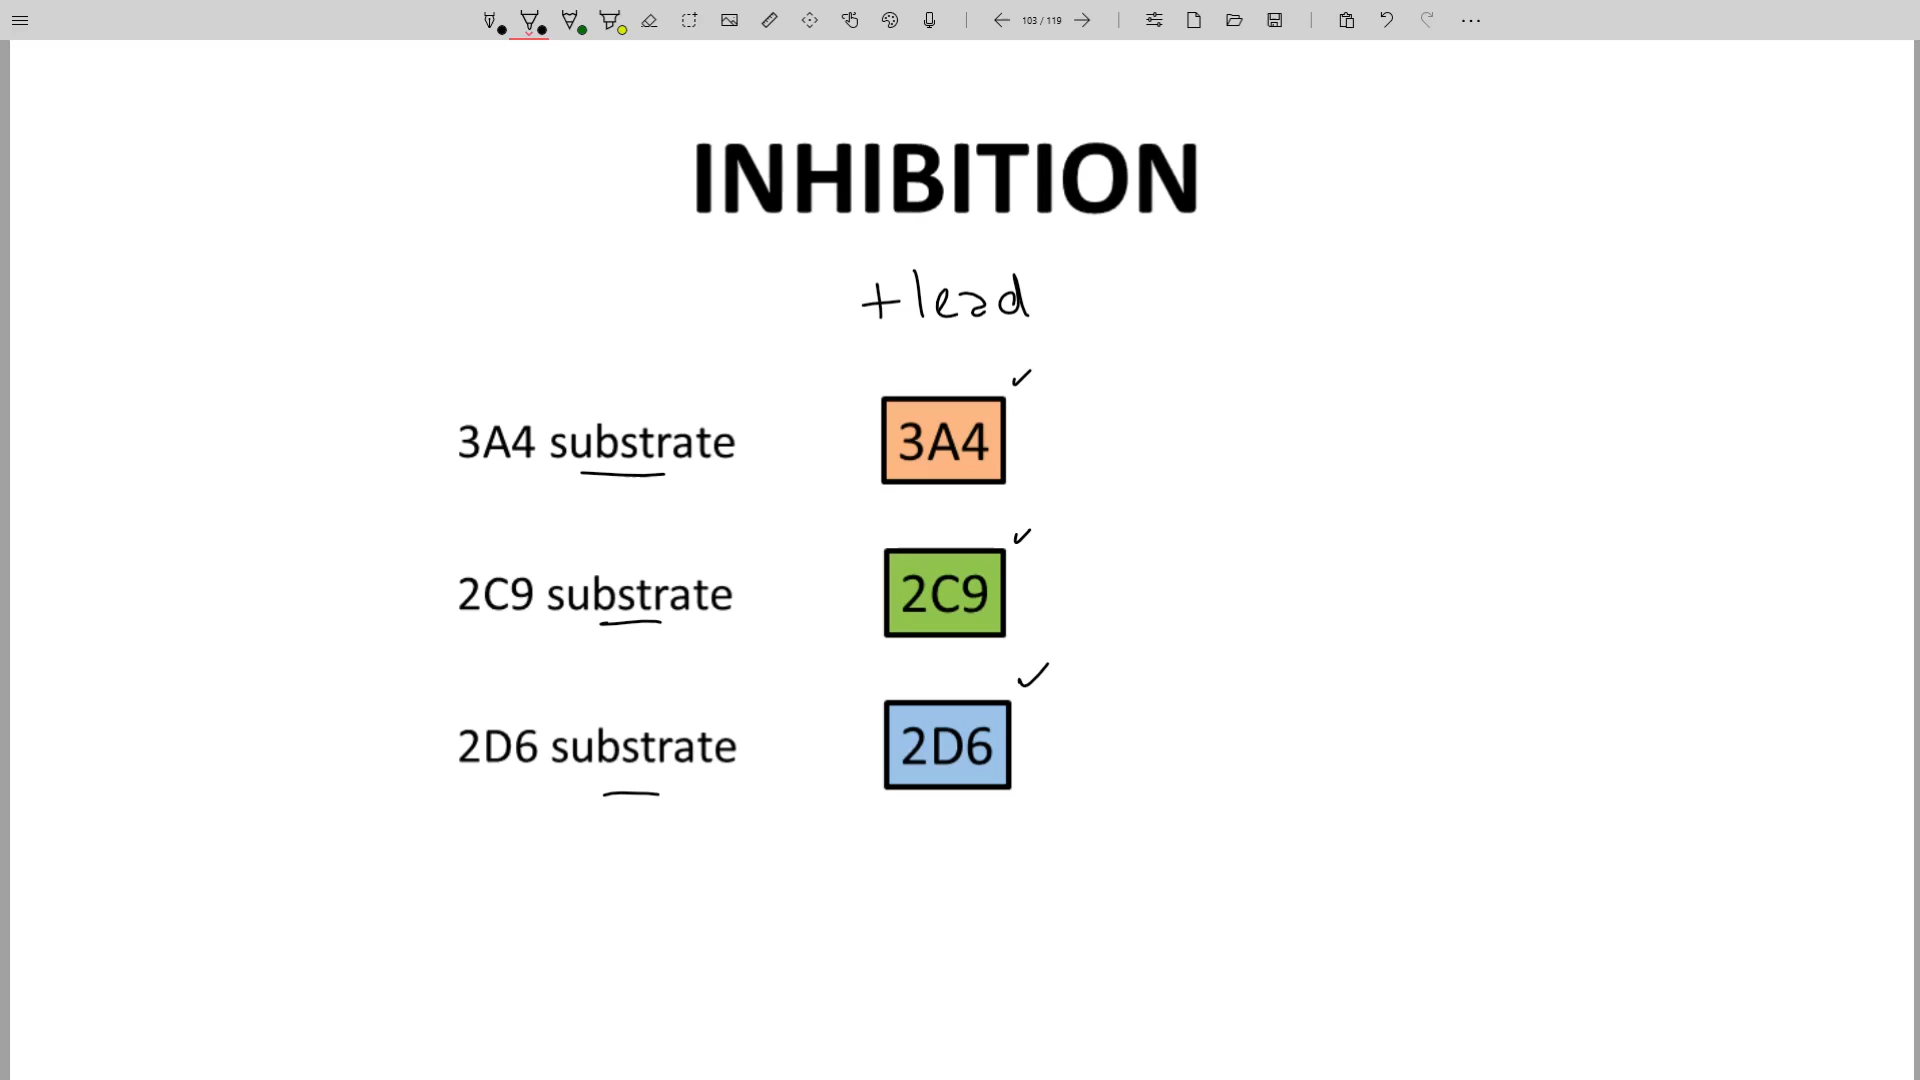 103 / 119
INHIBITION
+lead
3A4 substrate 3A4
2C9 substrate 2C9
2D6 substrate 2D6